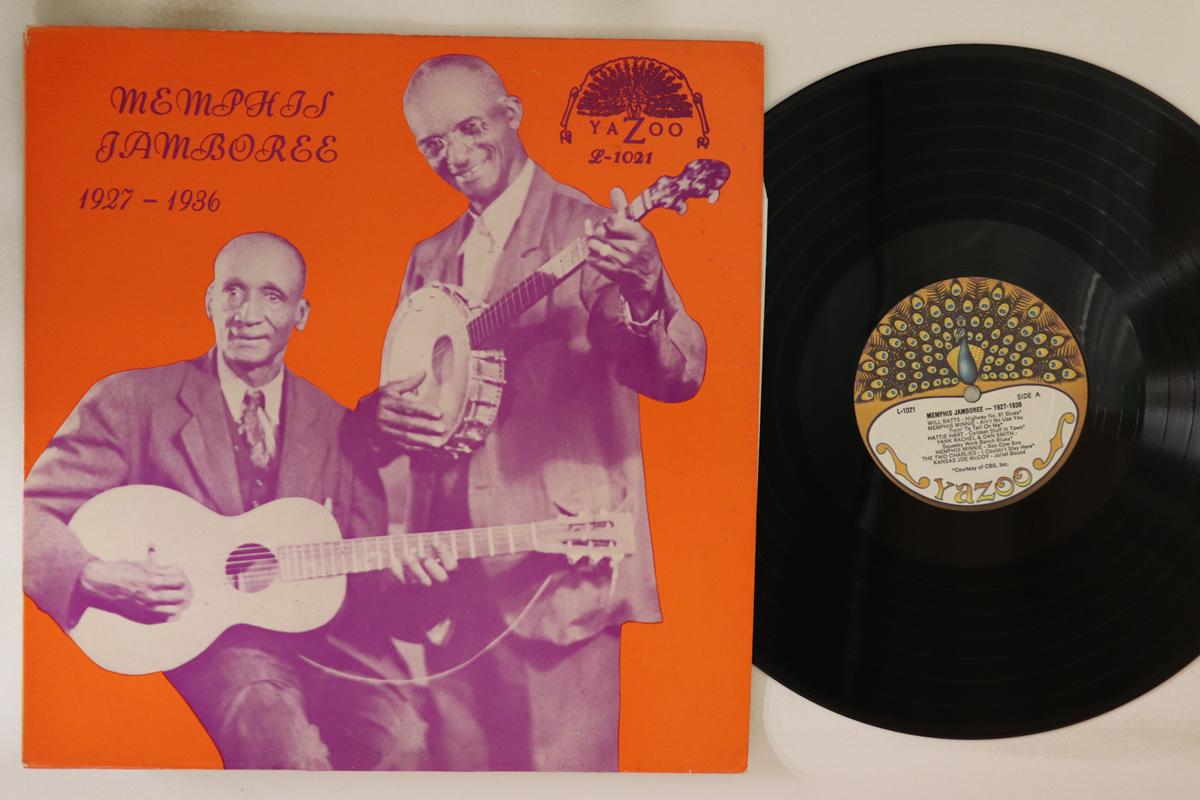 MEMPHIS
JAMBOREE
1927 - 1936
YAZOO
L-1021
L-1021
SIDE A
MEMPHIS JAMBOREE — 1927-1936
WILL BATTS - Highway No. 61 Blues*
MEMPHIS MINNIE - Ain't No Use You
Tryin' To Tell On Me*
HATTIE HART - Coldest Stuff In Town*
YANK RACHEL & DAN SMITH -
Squeaky Work Bench Blues*
MEMPHIS MINNIE - Soo Cow Soo
THE TWO CHARLIES - I Couldn't Stay Here*
KANSAS JOE McCOY - Joliet Bound
*Courtesy of CBS, Inc.
Yazoo